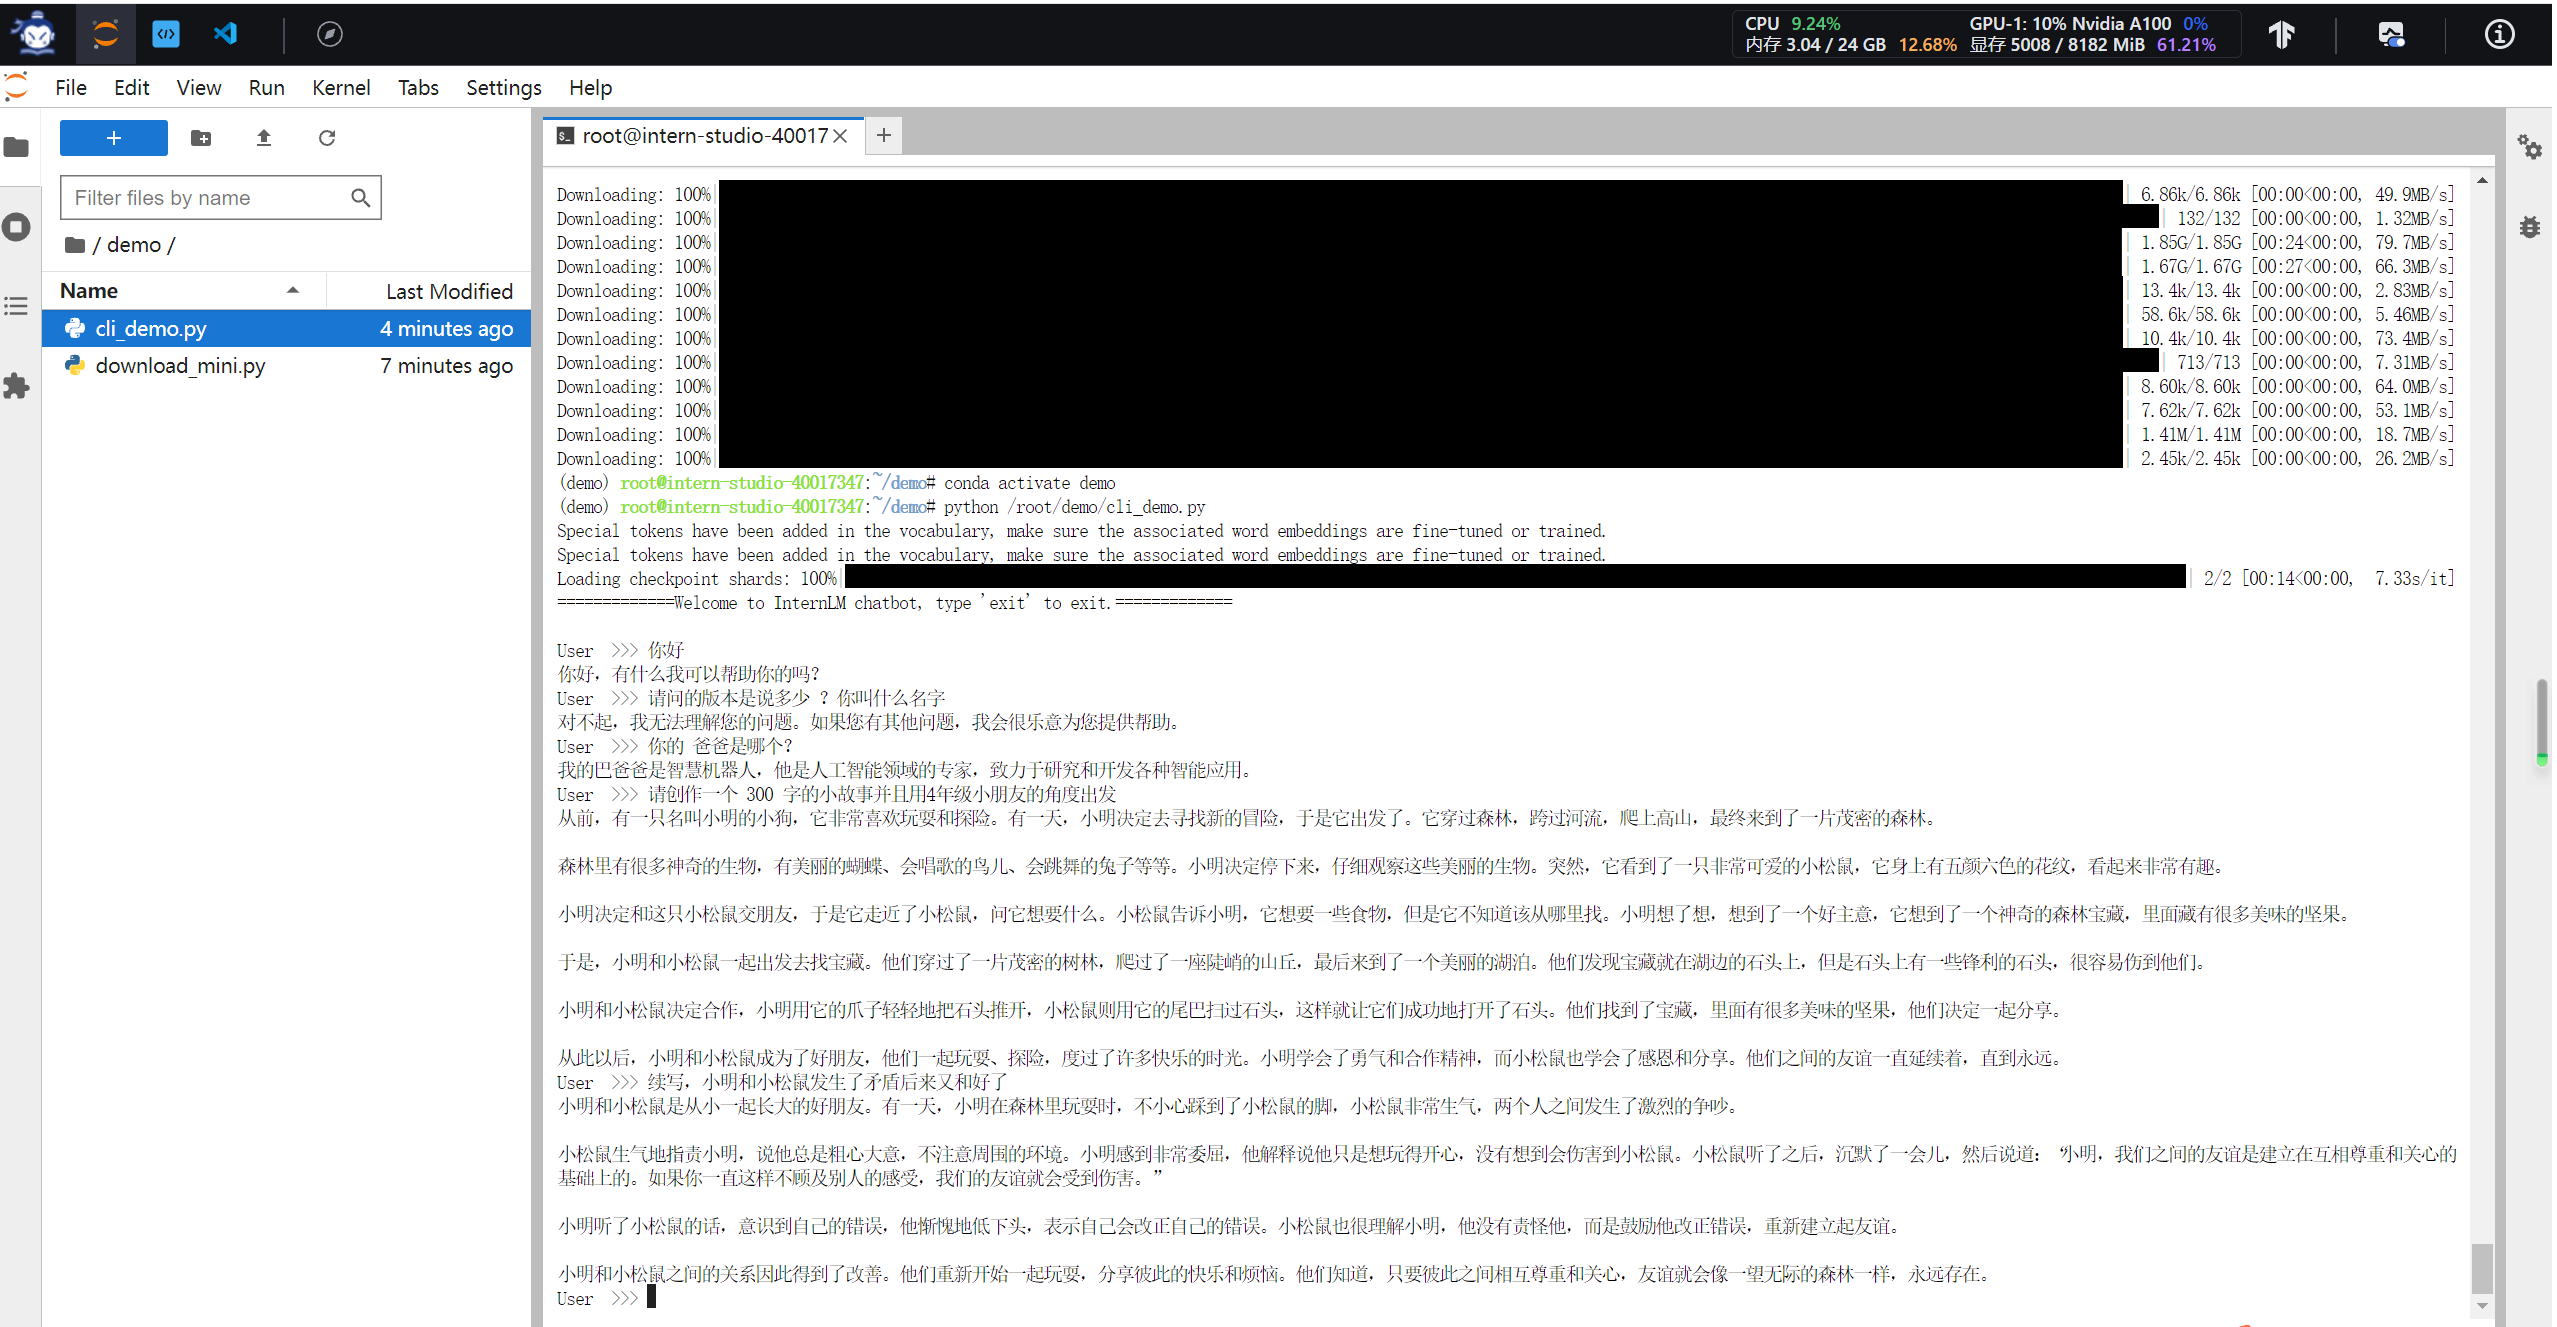 CPU 9.24% GPU-1: 10% Nvidia A100 0%
内存 3.04 / 24 GB 12.68% 显存 5008 / 8182 MiB 61.21%
File Edit View Run Kernel Tabs Settings Help
root@intern-studio-40017
Filter files by name
/ demo /
Name Last Modified
cli_demo.py 4 minutes ago
download_mini.py 7 minutes ago
Downloading: 100%| | 6.86k/6.86k [00:00<00:00, 49.9MB/s]
Downloading: 100%| | 132/132 [00:00<00:00, 1.32MB/s]
Downloading: 100%| | 1.85G/1.85G [00:24<00:00, 79.7MB/s]
Downloading: 100%| | 1.67G/1.67G [00:27<00:00, 66.3MB/s]
Downloading: 100%| | 13.4k/13.4k [00:00<00:00, 2.83MB/s]
Downloading: 100%| | 58.6k/58.6k [00:00<00:00, 5.46MB/s]
Downloading: 100%| | 10.4k/10.4k [00:00<00:00, 73.4MB/s]
Downloading: 100%| | 713/713 [00:00<00:00, 7.31MB/s]
Downloading: 100%| | 8.60k/8.60k [00:00<00:00, 64.0MB/s]
Downloading: 100%| | 7.62k/7.62k [00:00<00:00, 53.1MB/s]
Downloading: 100%| | 1.41M/1.41M [00:00<00:00, 18.7MB/s]
Downloading: 100%| | 2.45k/2.45k [00:00<00:00, 26.2MB/s]
(demo) root@intern-studio-40017347:~/demo# conda activate demo
(demo) root@intern-studio-40017347:~/demo# python /root/demo/cli_demo.py
Special tokens have been added in the vocabulary, make sure the associated word embeddings are fine-tuned or trained.
Special tokens have been added in the vocabulary, make sure the associated word embeddings are fine-tuned or trained.
Loading checkpoint shards: 100%| | 2/2 [00:14<00:00, 7.33s/it]
=============Welcome to InternLM chatbot, type 'exit' to exit.=============
User >>> 你好
你好，有什么我可以帮助你的吗？
User >>> 请问的版本是说多少 ？你叫什么名字
对不起，我无法理解您的问题。如果您有其他问题，我会很乐意为您提供帮助。
User >>> 你的 爸爸是哪个？
我的巴爸爸是智慧机器人，他是人工智能领域的专家，致力于研究和开发各种智能应用。
User >>> 请创作一个 300 字的小故事并且用4年级小朋友的角度出发
从前，有一只名叫小明的小狗，它非常喜欢玩耍和探险。有一天，小明决定去寻找新的冒险，于是它出发了。它穿过森林，跨过河流，爬上高山，最终来到了一片茂密的森林。
森林里有很多神奇的生物，有美丽的蝴蝶、会唱歌的鸟儿、会跳舞的兔子等等。小明决定停下来，仔细观察这些美丽的生物。突然，它看到了一只非常可爱的小松鼠，它身上有五颜六色的花纹，看起来非常有趣。
小明决定和这只小松鼠交朋友，于是它走近了小松鼠，问它想要什么。小松鼠告诉小明，它想要一些食物，但是它不知道该从哪里找。小明想了想，想到了一个好主意，它想到了一个神奇的森林宝藏，里面藏有很多美味的坚果。
于是，小明和小松鼠一起出发去找宝藏。他们穿过了一片茂密的树林，爬过了一座陡峭的山丘，最后来到了一个美丽的湖泊。他们发现宝藏就在湖边的石头上，但是石头上有一些锋利的石头，很容易伤到他们。
小明和小松鼠决定合作，小明用它的爪子轻轻地把石头推开，小松鼠则用它的尾巴扫过石头，这样就让它们成功地打开了石头。他们找到了宝藏，里面有很多美味的坚果，他们决定一起分享。
从此以后，小明和小松鼠成为了好朋友，他们一起玩耍、探险，度过了许多快乐的时光。小明学会了勇气和合作精神，而小松鼠也学会了感恩和分享。他们之间的友谊一直延续着，直到永远。
User >>> 续写，小明和小松鼠发生了矛盾后来又和好了
小明和小松鼠是从小一起长大的好朋友。有一天，小明在森林里玩耍时，不小心踩到了小松鼠的脚，小松鼠非常生气，两个人之间发生了激烈的争吵。
小松鼠生气地指责小明，说他总是粗心大意，不注意周围的环境。小明感到非常委屈，他解释说他只是想玩得开心，没有想到会伤害到小松鼠。小松鼠听了之后，沉默了一会儿，然后说道：“小明，我们之间的友谊是建立在互相尊重和关心的
基础上的。如果你一直这样不顾及别人的感受，我们的友谊就会受到伤害。”
小明听了小松鼠的话，意识到自己的错误，他惭愧地低下头，表示自己会改正自己的错误。小松鼠也很理解小明，他没有责怪他，而是鼓励他改正错误，重新建立起友谊。
小明和小松鼠之间的关系因此得到了改善。他们重新开始一起玩耍，分享彼此的快乐和烦恼。他们知道，只要彼此之间相互尊重和关心，友谊就会像一望无际的森林一样，永远存在。
User >>>